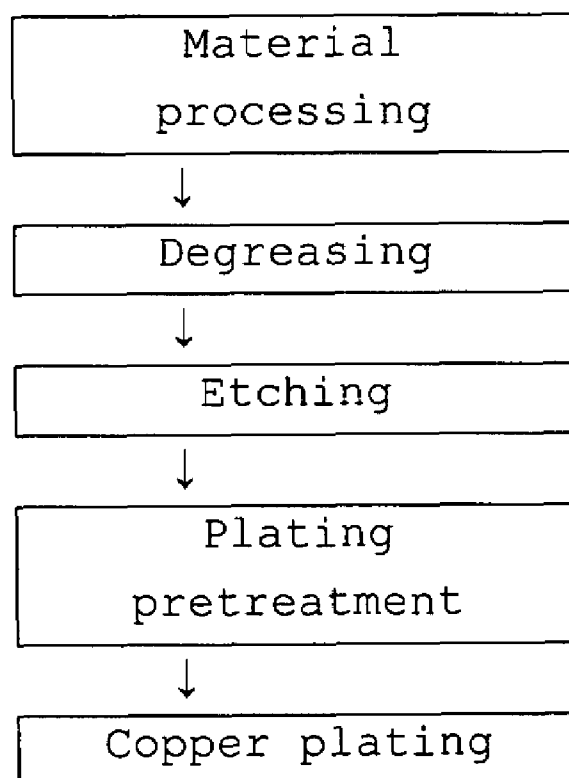 Material
processing
↓
Degreasing
↓
Etching
↓
Plating
pretreatment
↓
Copper plating